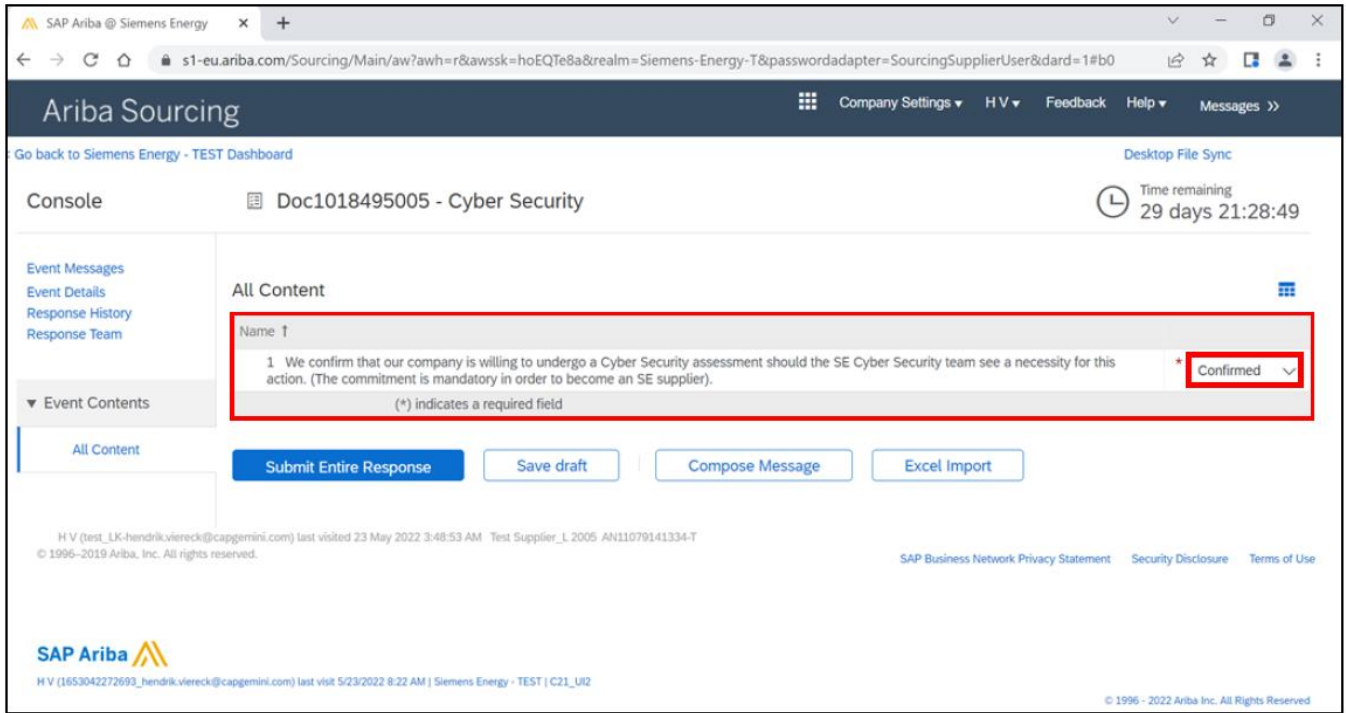 SAP Ariba @ Siemens Energy
s1-eu.ariba.com/Sourcing/Main/aw?awh=r&awssk=hoEQTe8a&realm=Siemens-Energy-T&passwordadapter=SourcingSupplierUser&dard=1#b0
Ariba Sourcing
Company Settings ▾ H V ▾ Feedback Help ▾ Messages »
Go back to Siemens Energy - TEST Dashboard
Desktop File Sync
Console
Doc1018495005 - Cyber Security
Time remaining
29 days 21:28:49
Event Messages
Event Details
Response History
Response Team
▼ Event Contents
All Content
All Content
Name ↑
1 We confirm that our company is willing to undergo a Cyber Security assessment should the SE Cyber Security team see a necessity for this
action. (The commitment is mandatory in order to become an SE supplier).
* Confirmed
(*) indicates a required field
Submit Entire Response Save draft Compose Message Excel Import
H V (test_LK-hendrik.viereck@capgemini.com) last visited 23 May 2022 3:48:53 AM Test Supplier_L 2005 AN11079141334-T
© 1996–2019 Ariba, Inc. All rights reserved.
SAP Business Network Privacy Statement Security Disclosure Terms of Use
SAP Ariba
H V (1653042272693_hendrik.viereck@capgemini.com) last visit 5/23/2022 8:22 AM | Siemens Energy - TEST | C21_UI2
© 1996 - 2022 Ariba Inc. All Rights Reserved